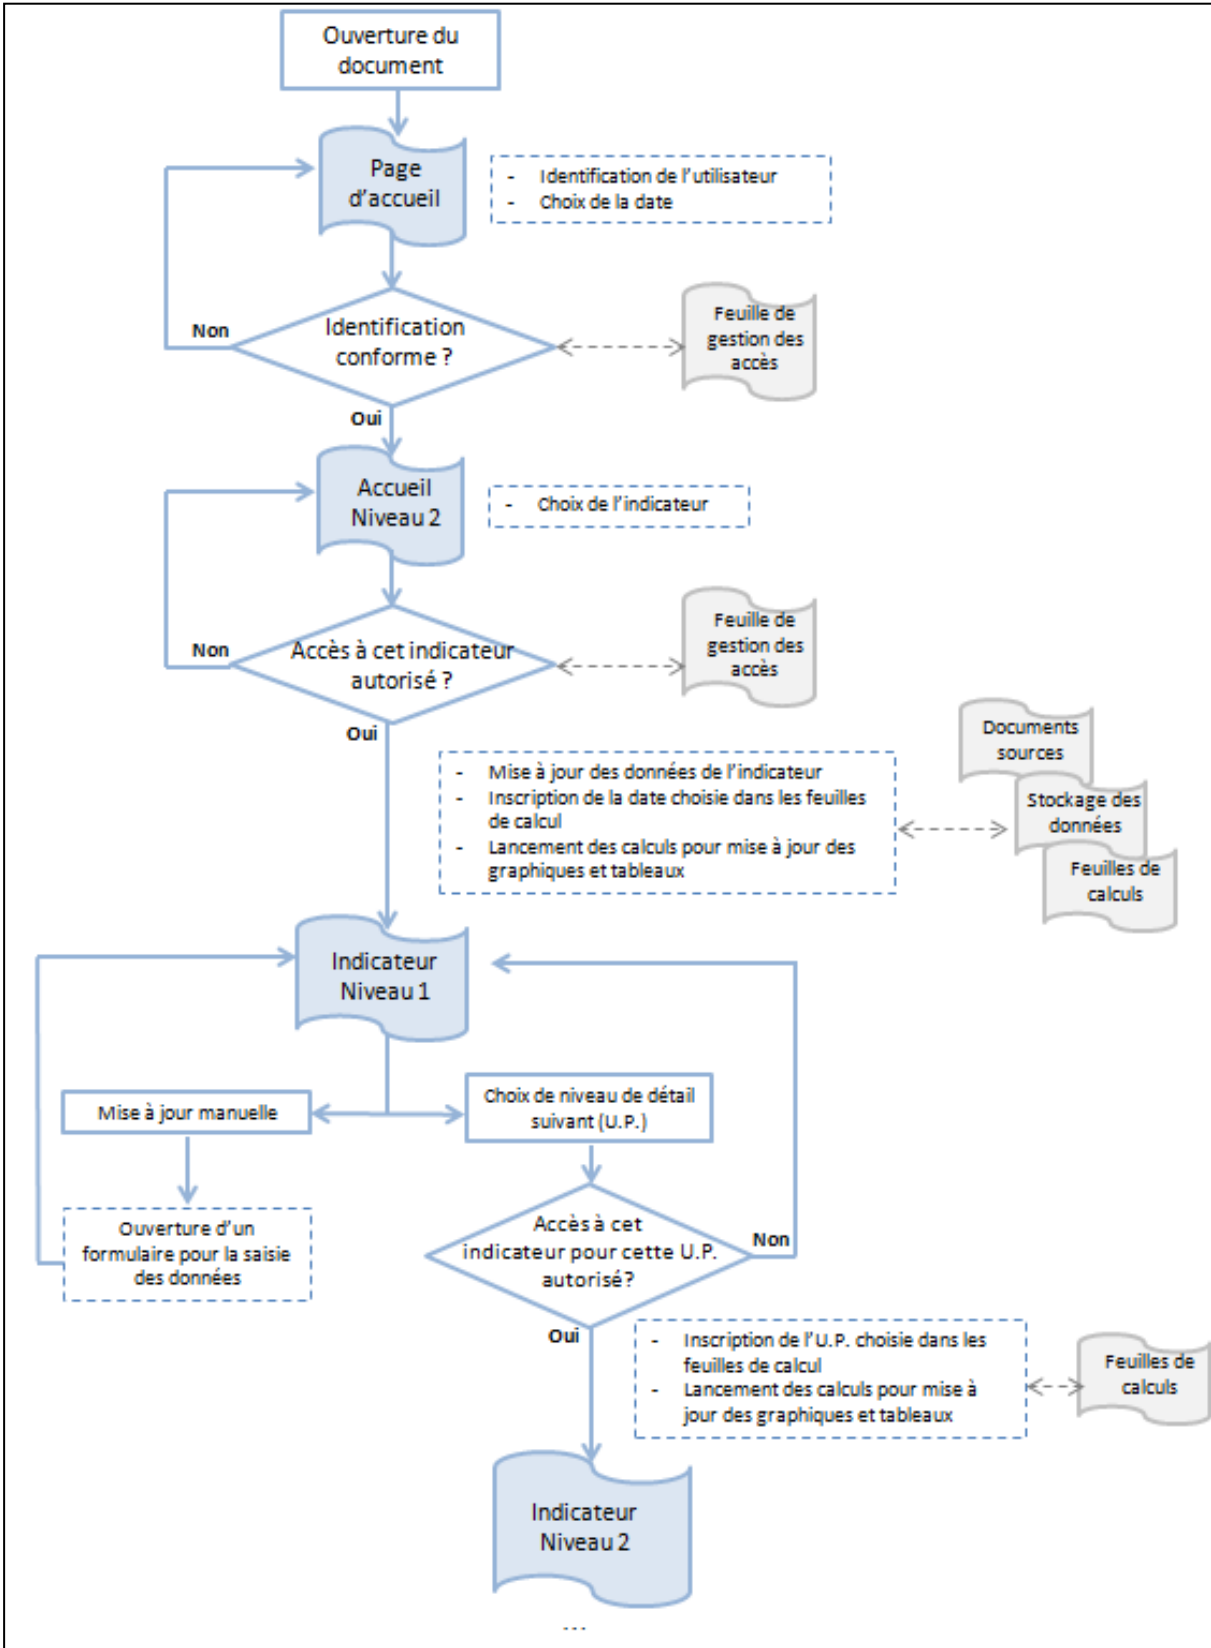 Ouverture du
document
Page
d'accueil
- Identification de l'utilisateur
- Choix de la date
Non
Identification
conforme ?
Feuille de
gestion des
accès
Oui
Accueil
Niveau 2
- Choix de l'indicateur
Non
Accès à cet indicateur
autorisé ?
Feuille de
gestion des
accès
Oui
- Mise à jour des données de l'indicateur
- Inscription de la date choisie dans les feuilles
de calcul
- Lancement des calculs pour mise à jour des
graphiques et tableaux
Documents
sources
Stockage des
données
Feuilles de
calculs
Indicateur
Niveau 1
Mise à jour manuelle
Choix de niveau de détail
suivant (U.P.)
Ouverture d'un
formulaire pour la saisie
des données
Accès à cet
indicateur pour cette U.P.
autorisé?
Non
Oui
- Inscription de l'U.P. choisie dans les
feuilles de calcul
- Lancement des calculs pour mise à
jour des graphiques et tableaux
Feuilles de
calculs
Indicateur
Niveau 2
...